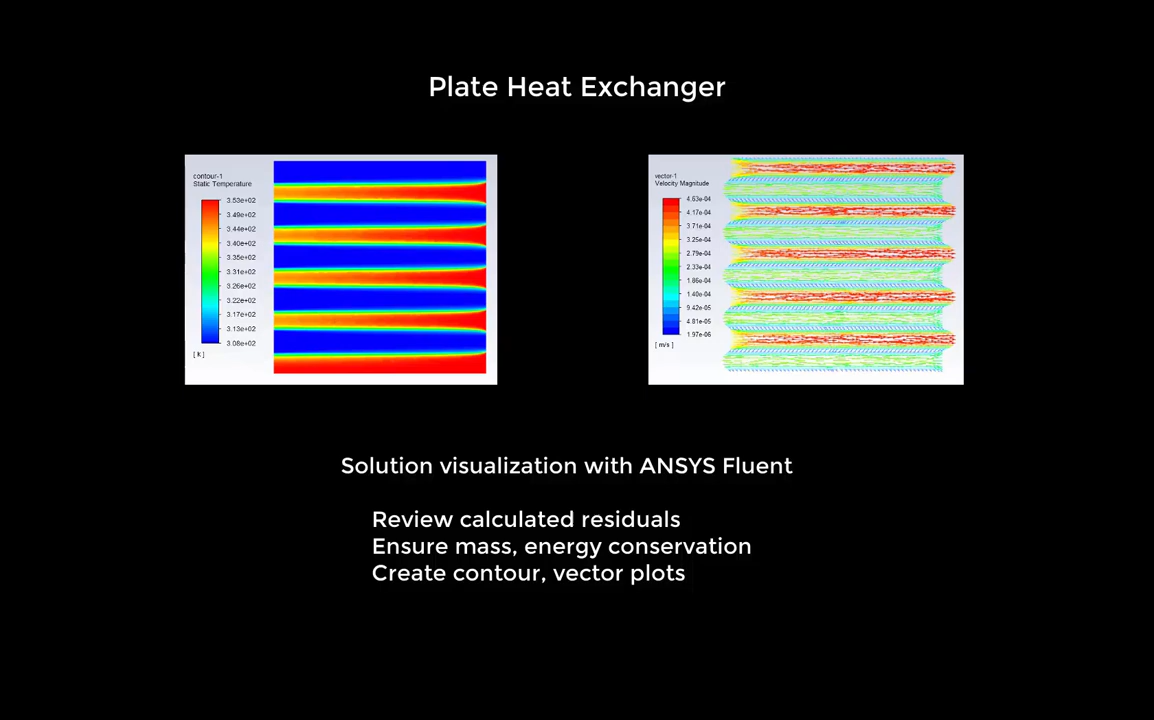 Plate Heat Exchanger
contour-1
Static Temperature
3.53e+02
3.49e+02
3.44e+02
3.40e+02
3.35e+02
3.31e+02
3.26e+02
3.22e+02
3.17e+02
3.13e+02
3.08e+02
[ k ]
vector-1
Velocity Magnitude
4.63e-04
4.17e-04
3.71e-04
3.25e-04
2.79e-04
2.33e-04
1.86e-04
1.40e-04
9.42e-05
4.81e-05
1.97e-06
[ m/s ]
Solution visualization with ANSYS Fluent
Review calculated residuals
Ensure mass, energy conservation
Create contour, vector plots